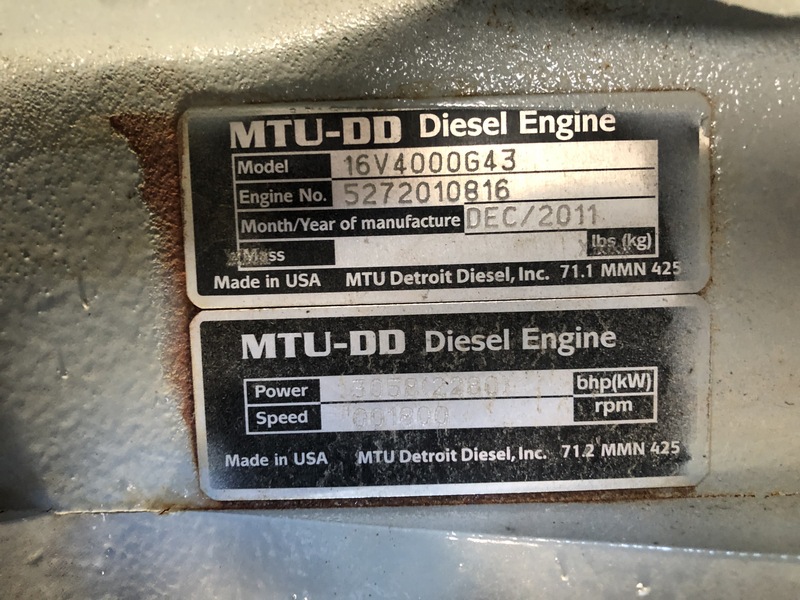 MTU-DD Diesel Engine
Model 16V4000G43
Engine No. 5272010816
Month/Year of manufacture DEC/2011
Mass lbs (kg)
Made in USA MTU Detroit Diesel, Inc. 71.1 MMN 425
MTU-DD Diesel Engine
Power 3058(2280) bhp(kW)
Speed 001800 rpm
Made in USA MTU Detroit Diesel, Inc. 71.2 MMN 425